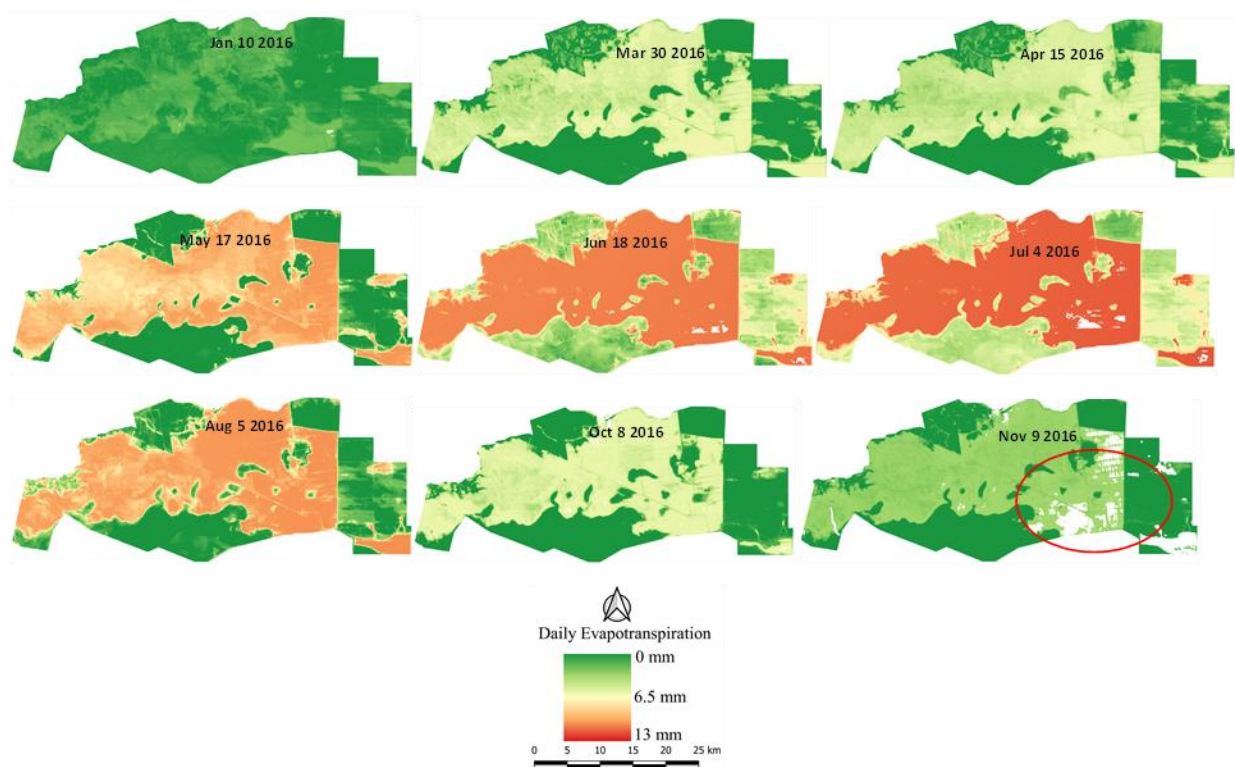 Jan 10 2016
Mar 30 2016
Apr 15 2016
May 17 2016
Jun 18 2016
Jul 4 2016
Aug 5 2016
Oct 8 2016
Nov 9 2016
Daily Evapotranspiration
0 mm
6.5 mm
13 mm
0 5 10 15 20 25 km